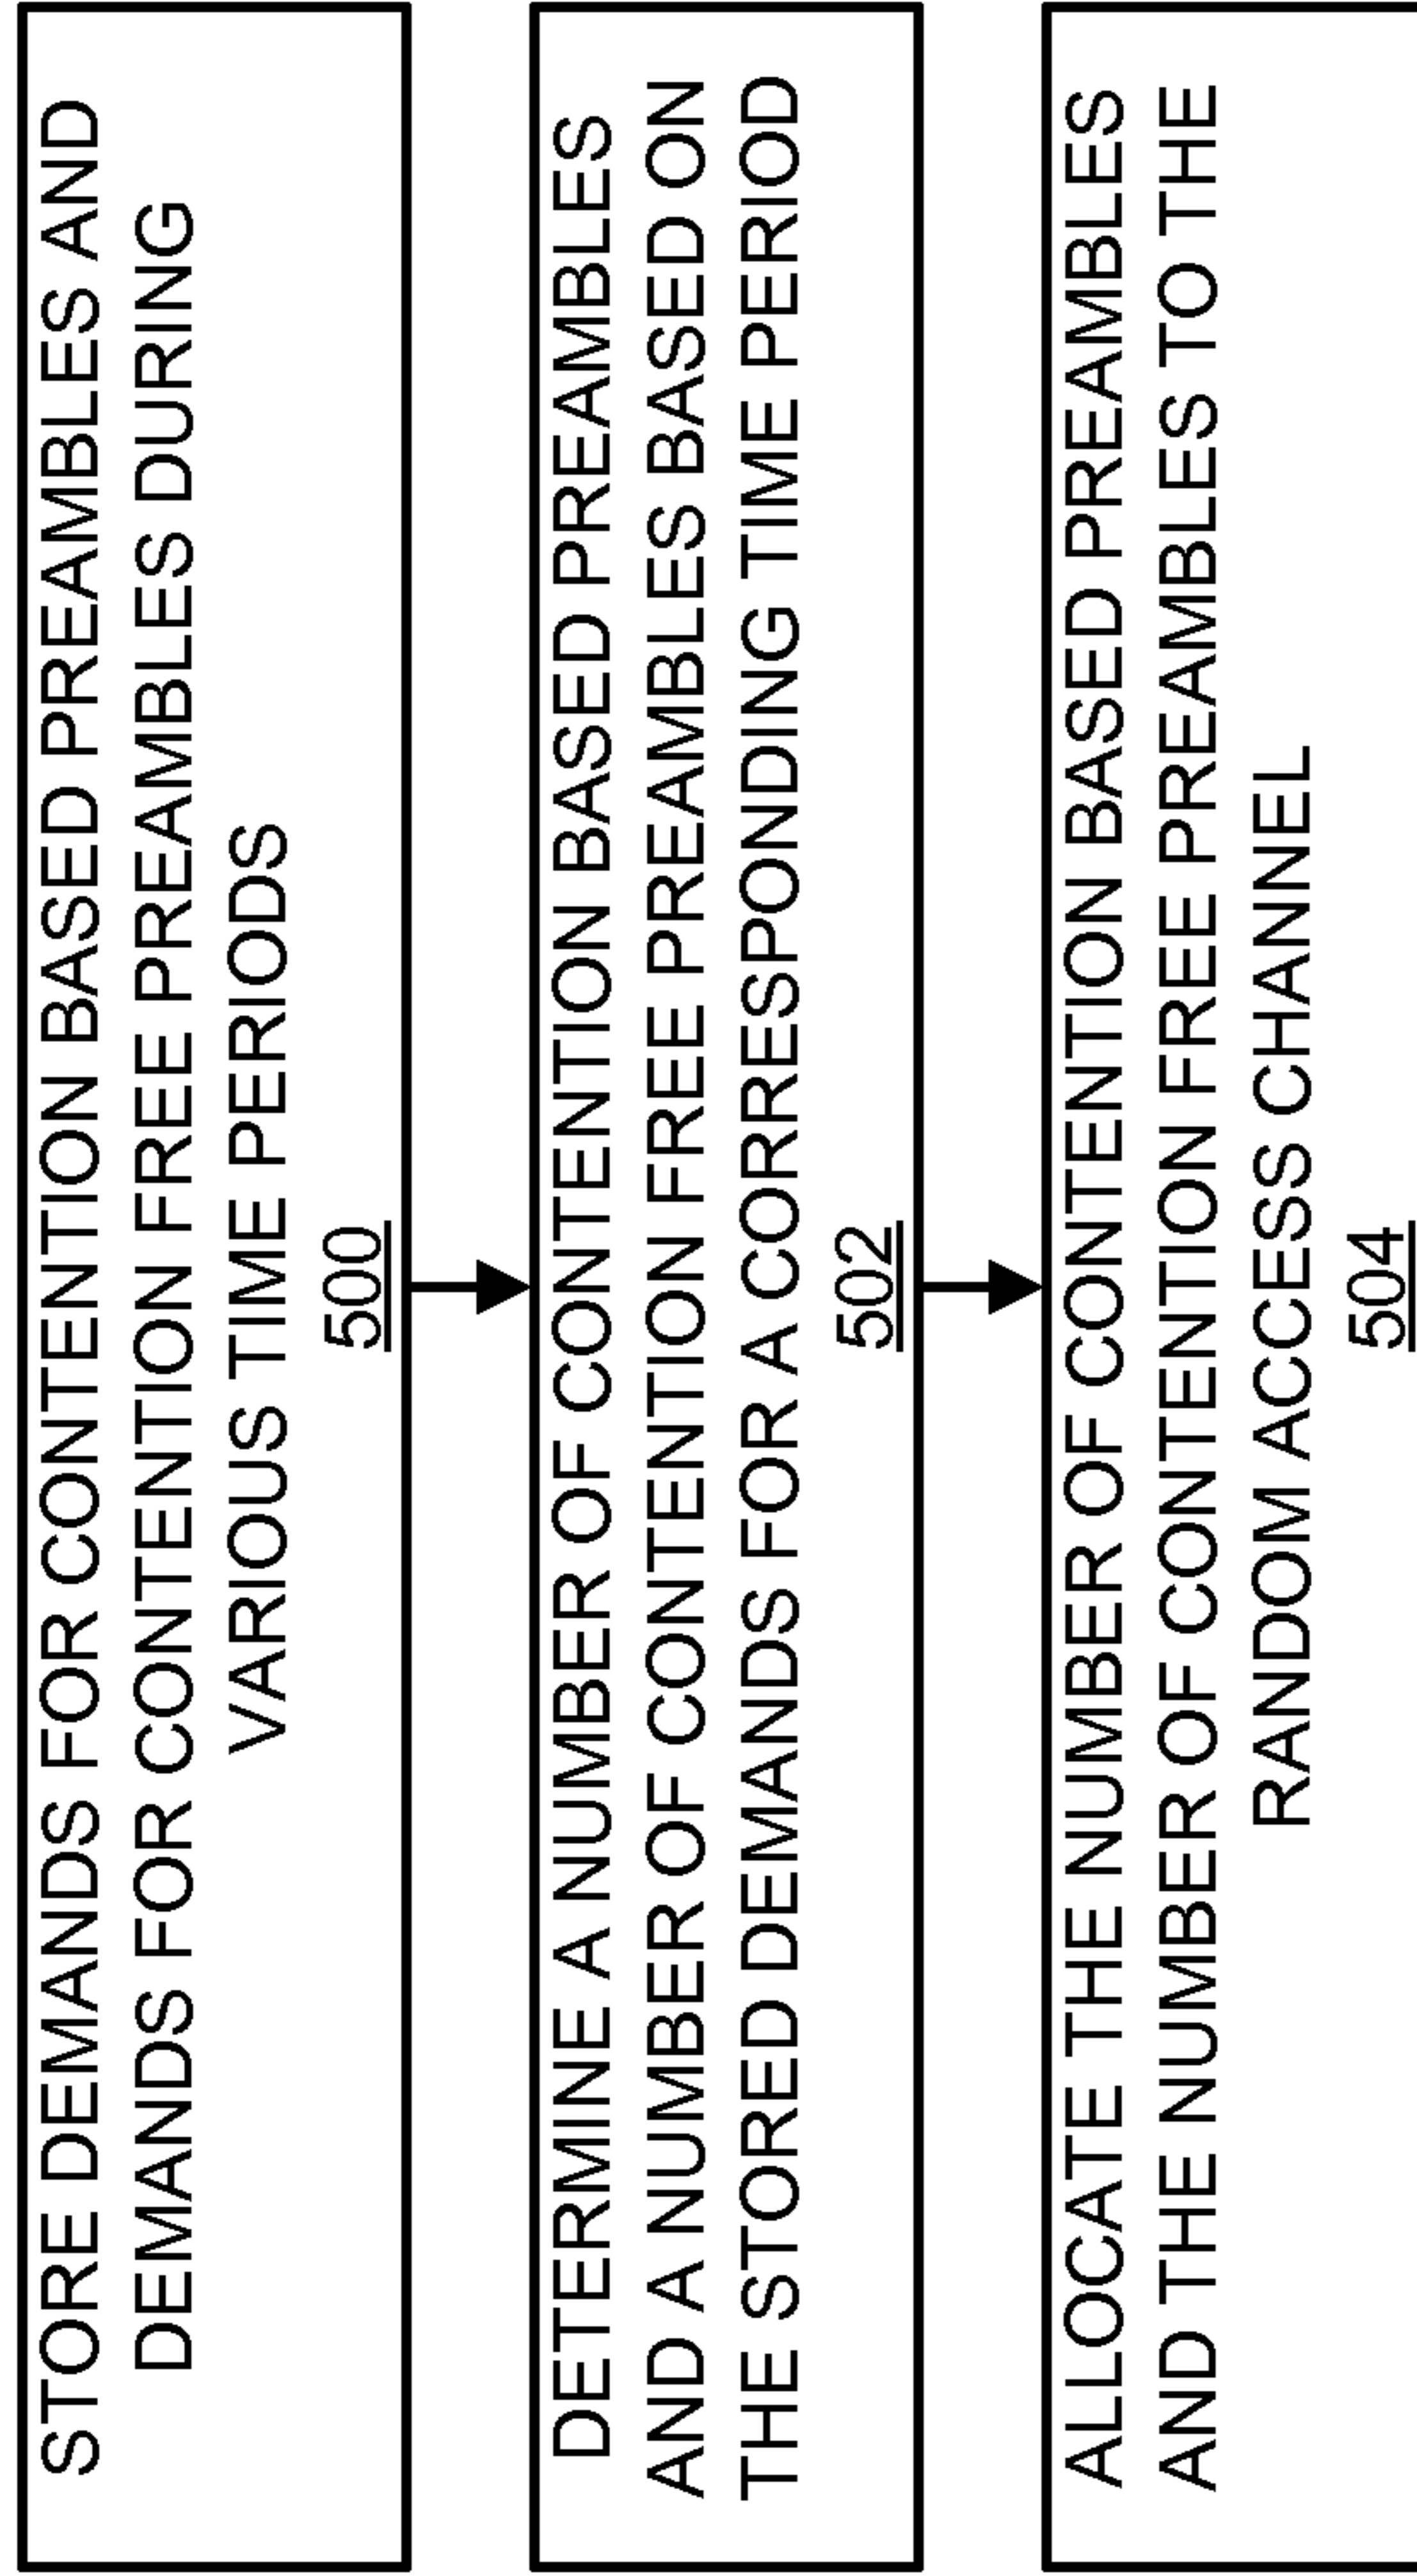 STORE DEMANDS FOR CONTENTION BASED PREAMBLES AND
DEMANDS FOR CONTENTION FREE PREAMBLES DURING
VARIOUS TIME PERIODS
500
DETERMINE A NUMBER OF CONTENTION BASED PREAMBLES
AND A NUMBER OF CONTENTION FREE PREAMBLES BASED ON
THE STORED DEMANDS FOR A CORRESPONDING TIME PERIOD
502
ALLOCATE THE NUMBER OF CONTENTION BASED PREAMBLES
AND THE NUMBER OF CONTENTION FREE PREAMBLES TO THE
RANDOM ACCESS CHANNEL
504